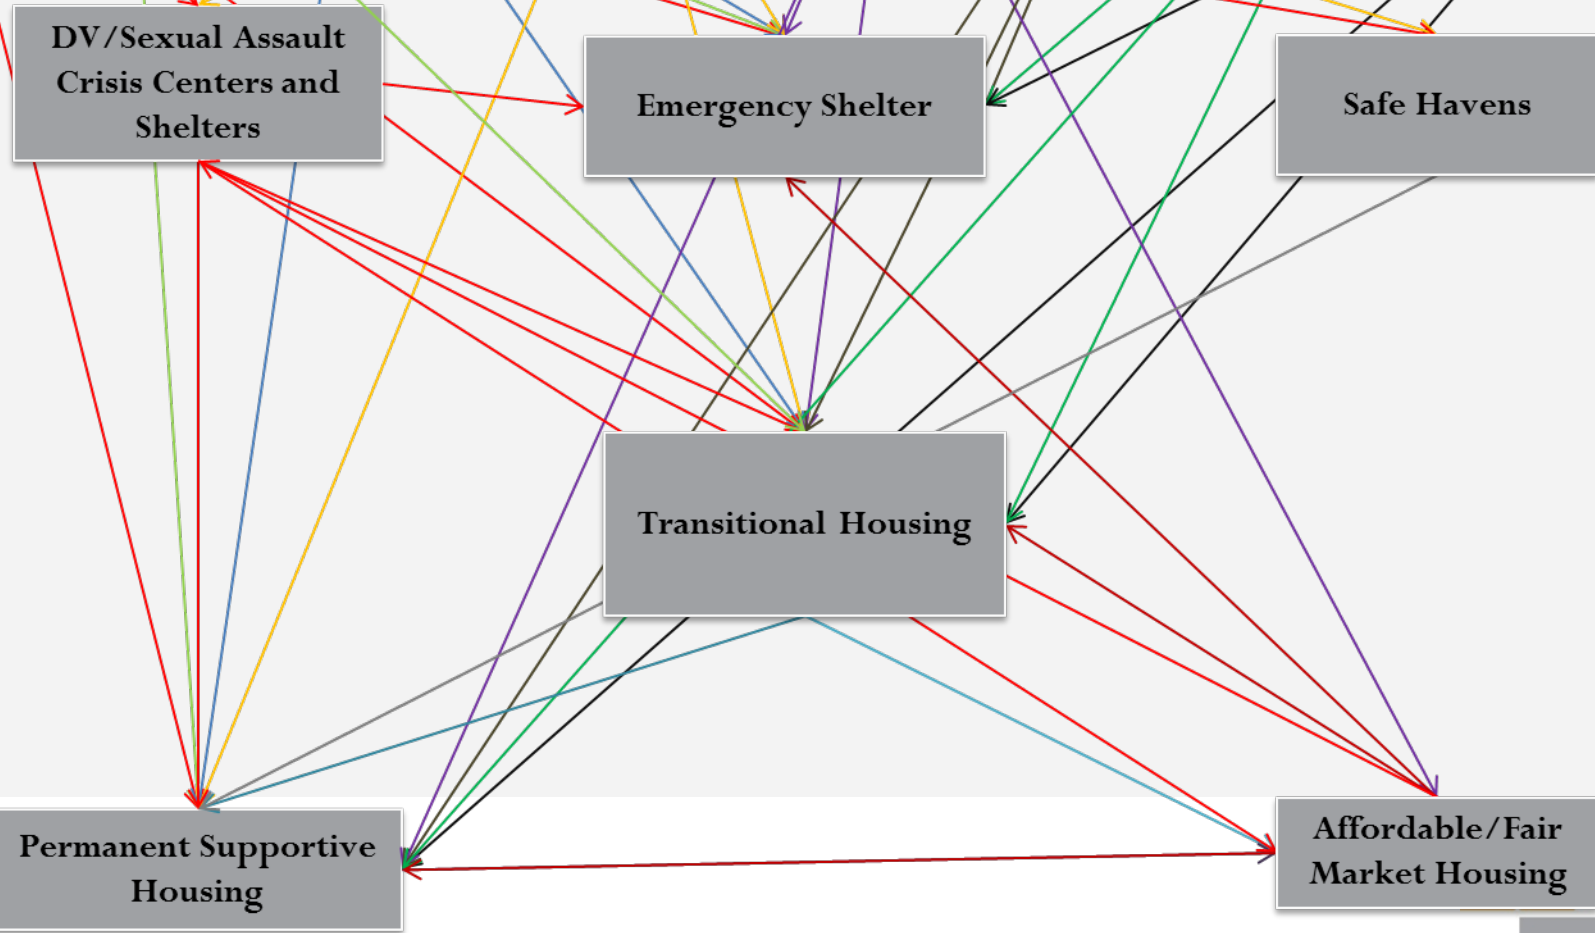 DV/Sexual Assault
Crisis Centers and
Shelters
Emergency Shelter
Safe Havens
Transitional Housing
Permanent Supportive
Housing
Affordable/Fair
Market Housing